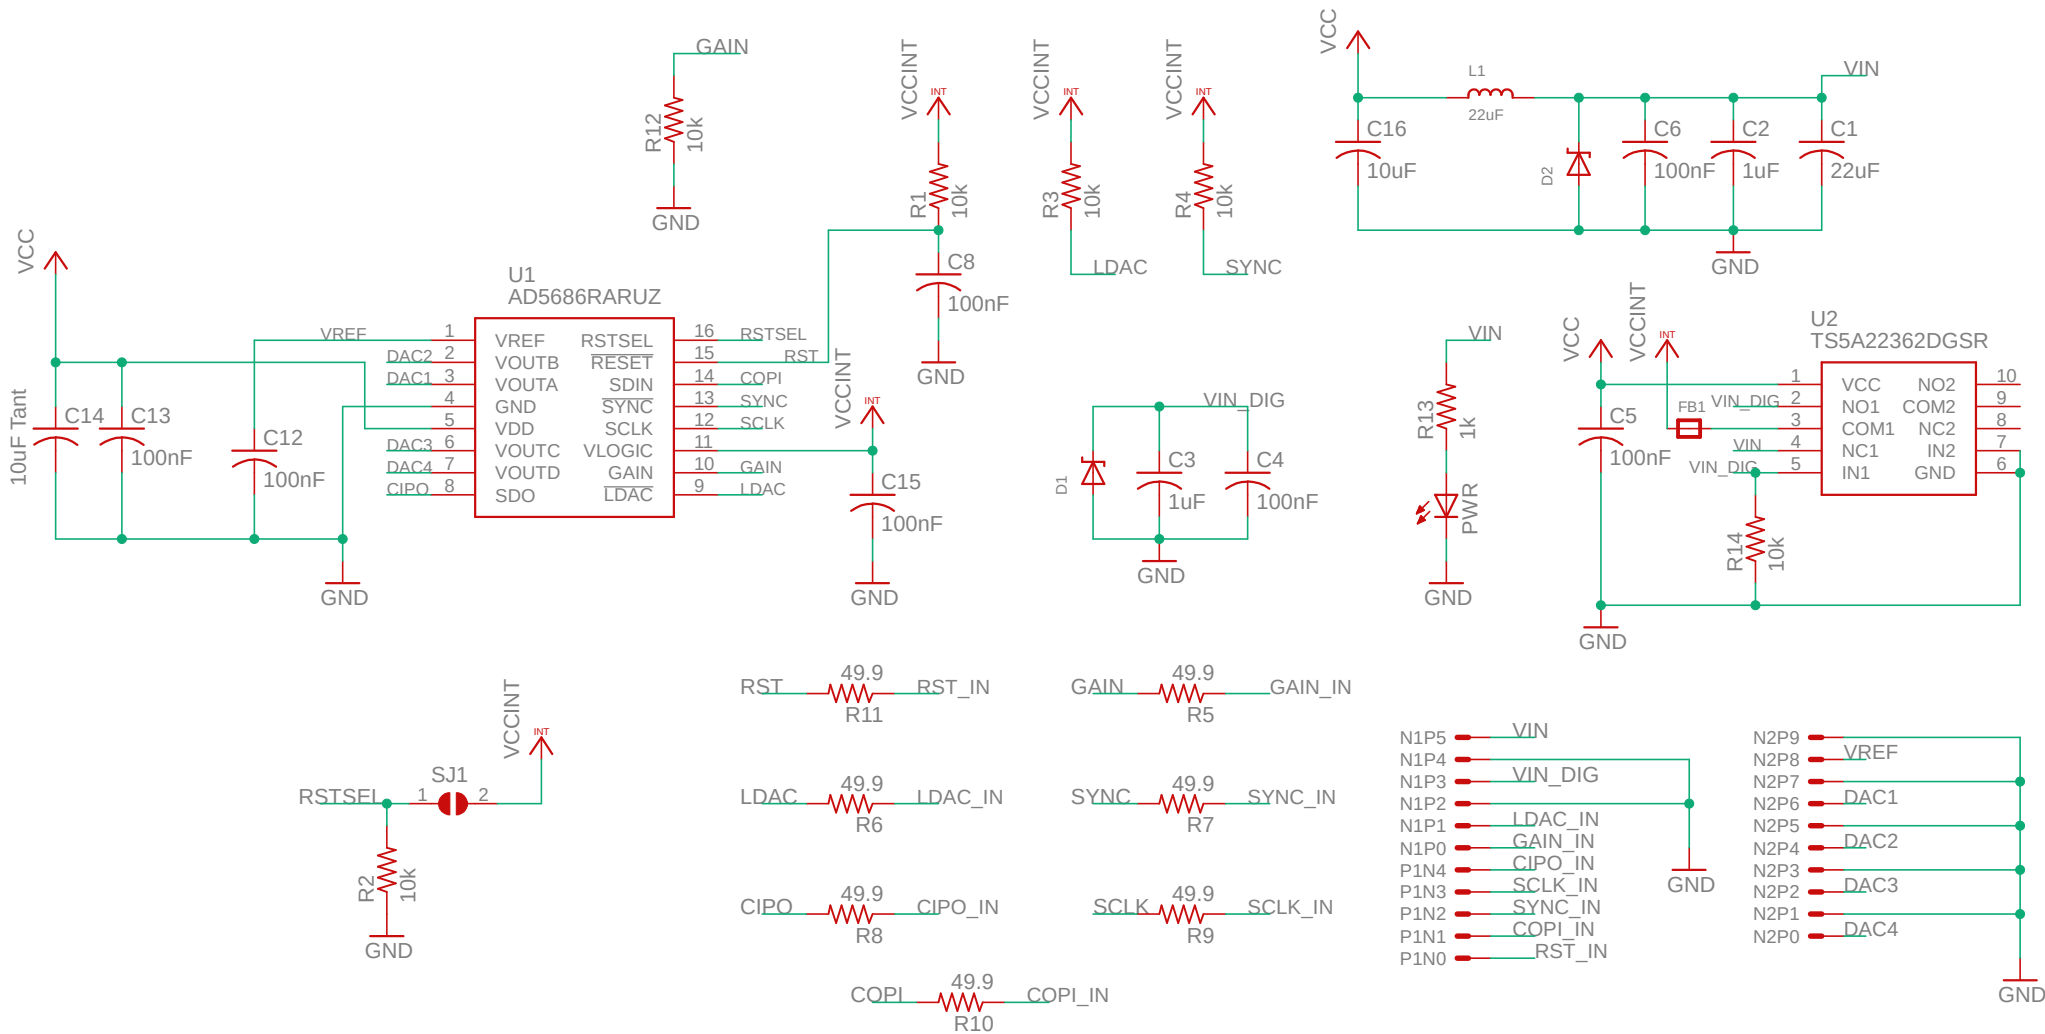 GAIN
R12
10k
GND
VCCINT
INT
R1
10k
C8
100nF
GND
VCCINT
INT
R3
10k
LDAC
VCCINT
INT
R4
10k
SYNC
VCC
L1
22uF
VIN
C16
10uF
D2
C6
100nF
C2
1uF
C1
22uF
GND
VCC
C14
10uF Tant
C13
100nF
C12
100nF
GND
U1
AD5686RARUZ
VREF
1
VREF
RSTSEL
16
RSTSEL
DAC2
2
VOUTB
RESET
15
RST
DAC1
3
VOUTA
SDIN
14
COPI
4
GND
SYNC
13
SYNC
5
VDD
SCLK
12
SCLK
DAC3
6
VOUTC
VLOGIC
11
DAC4
7
VOUTD
GAIN
10
GAIN
CIPO
8
SDO
LDAC
9
LDAC
VCCINT
INT
C15
100nF
GND
VIN_DIG
D1
C3
1uF
C4
100nF
GND
VIN
R13
1k
PWR
GND
VCC
VCCINT
INT
C5
100nF
FB1
U2
TS5A22362DGSR
1
VCC
NO2
10
VIN_DIG
2
NO1
COM2
9
3
COM1
NC2
8
VIN
4
NC1
IN2
7
VIN_DIG
5
IN1
GND
6
R14
10k
GND
RSTSEL
1
SJ1
2
VCCINT
INT
R2
10k
GND
RST
49.9
R11
RST_IN
GAIN
49.9
R5
GAIN_IN
LDAC
49.9
R6
LDAC_IN
SYNC
49.9
R7
SYNC_IN
CIPO
49.9
R8
CIPO_IN
SCLK
49.9
R9
SCLK_IN
COPI
49.9
R10
COPI_IN
N1P5
VIN
N1P4
N1P3
VIN_DIG
N1P2
N1P1
LDAC_IN
N1P0
GAIN_IN
P1N4
CIPO_IN
P1N3
SCLK_IN
P1N2
SYNC_IN
P1N1
COPI_IN
P1N0
RST_IN
GND
N2P9
N2P8
VREF
N2P7
N2P6
DAC1
N2P5
N2P4
DAC2
N2P3
N2P2
DAC3
N2P1
N2P0
DAC4
GND